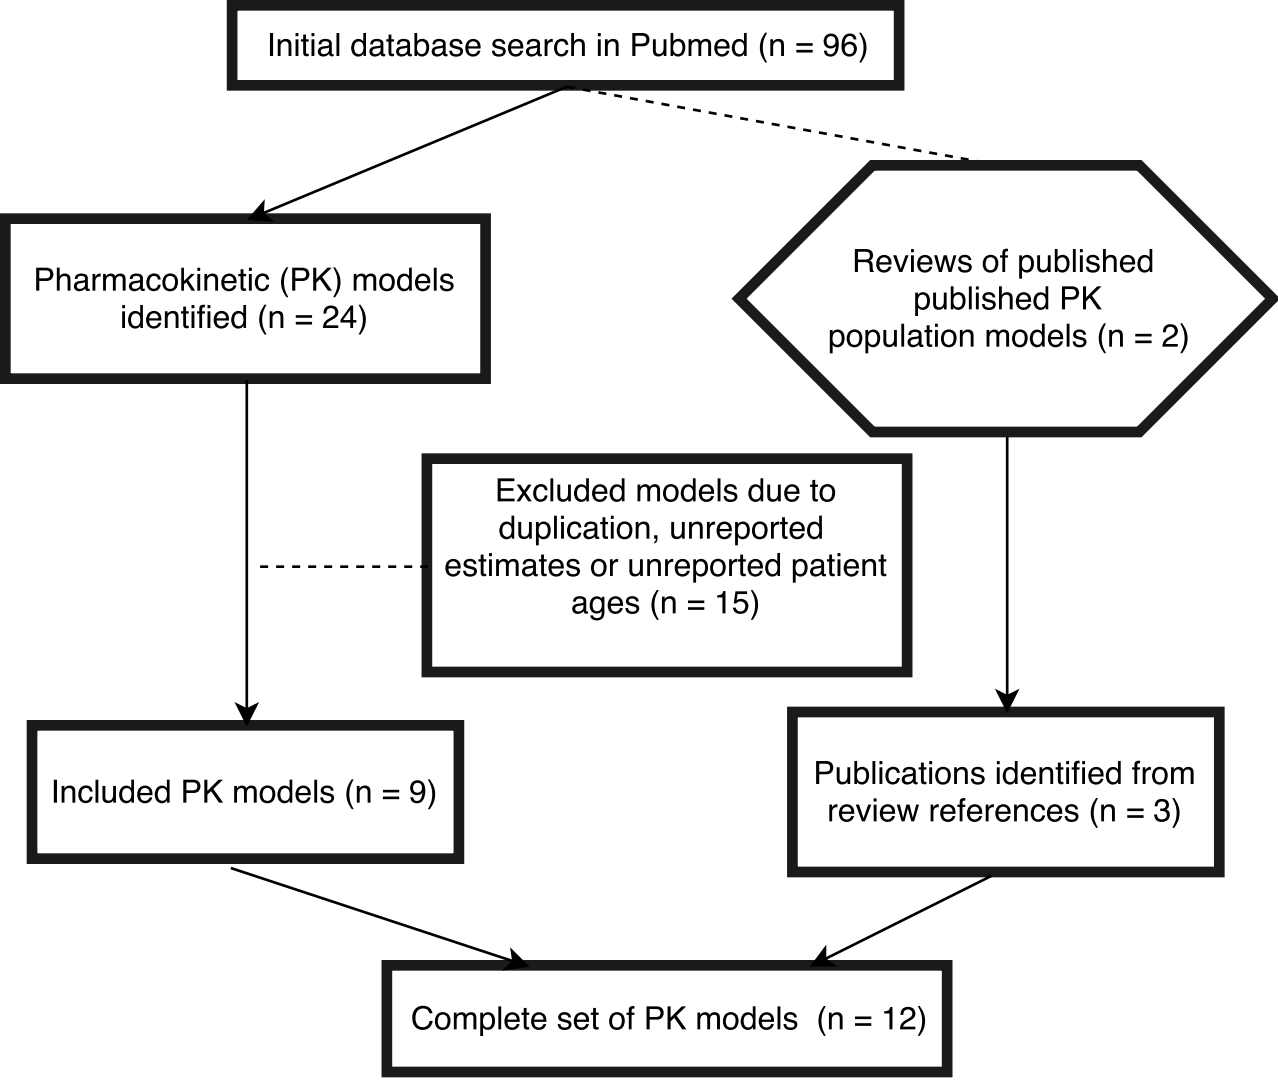 Initial database search in Pubmed (n = 96)
Pharmacokinetic (PK) models
identified (n = 24)
Reviews of published
published PK
population models (n = 2)
Excluded models due to
duplication, unreported
estimates or unreported patient
ages (n = 15)
Included PK models (n = 9)
Publications identified from
review references (n = 3)
Complete set of PK models (n = 12)